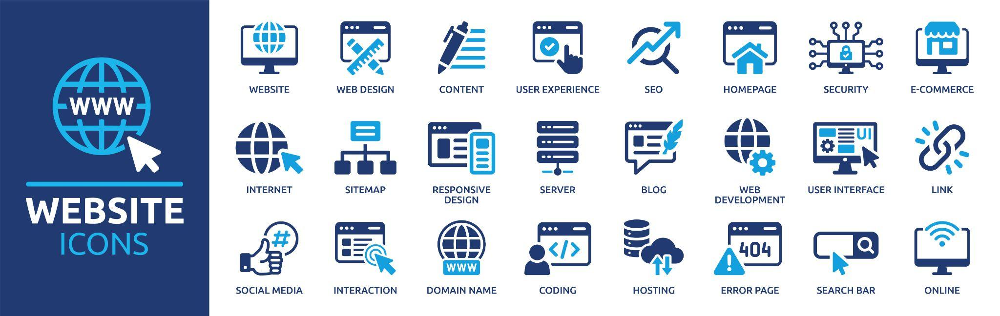 WWW
WEBSITE
ICONS
WEBSITE
WEB DESIGN
CONTENT
USER EXPERIENCE
SEO
HOMEPAGE
SECURITY
E-COMMERCE
INTERNET
SITEMAP
RESPONSIVE
DESIGN
SERVER
BLOG
WEB
DEVELOPMENT
UI
USER INTERFACE
LINK
#
SOCIAL MEDIA
INTERACTION
WWW
DOMAIN NAME
</>
CODING
HOSTING
404
!
ERROR PAGE
SEARCH BAR
ONLINE